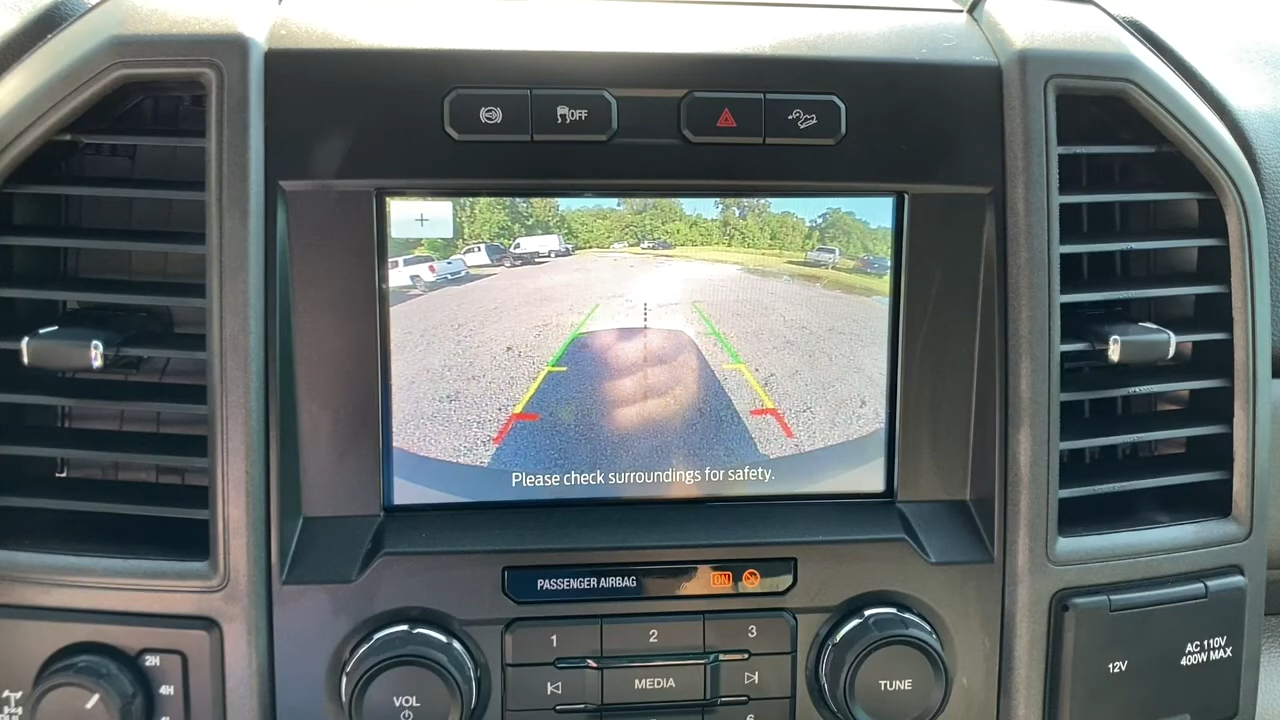 OFF
+
Please check surroundings for safety.
PASSENGER AIRBAG
ON
1
2
3
MEDIA
VOL
TUNE
2H
4H
12V
AC 110V
400W MAX